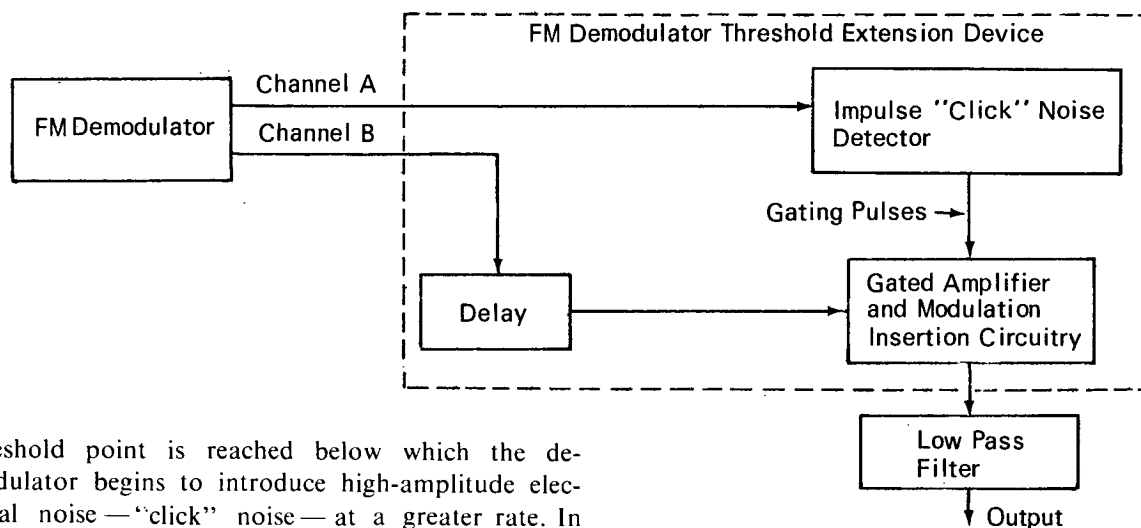 FM Demodulator Threshold Extension Device
Channel A
FM Demodulator
Channel B
Impulse "Click" Noise
Detector
Gating Pulses
Delay
Gated Amplifier
and Modulation
Insertion Circuitry
Low Pass
Filter
Output
eshold point is reached below which the de-
dulator begins to introduce high-amplitude elec-
al noise — "click" noise — at a greater rate. In